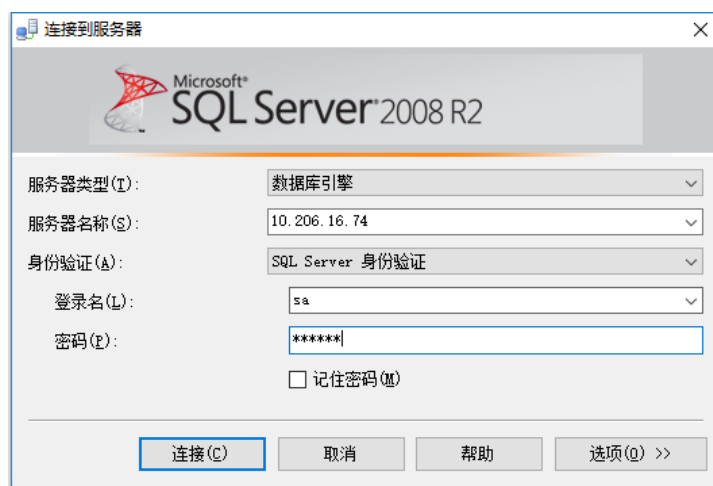 连接到服务器
Microsoft®
SQL Server® 2008 R2
服务器类型(T): 数据库引擎
服务器名称(S): 10.206.16.74
身份验证(A): SQL Server 身份验证
登录名(L): sa
密码(P): ******
记住密码(M)
连接(C) 取消 帮助 选项(O) >>